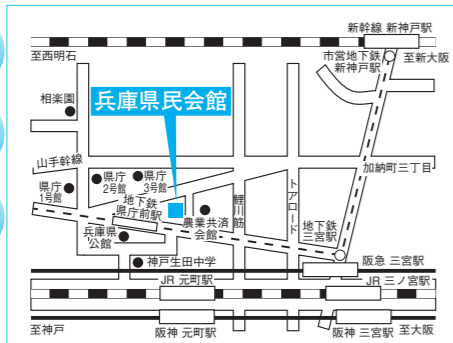 新幹線 新神戸駅
至西明石
市営地下鉄
新神戸駅
至新大阪
相楽園
兵庫県民会館
山手幹線
加納町三丁目
県庁
1号館
県庁
2号館
県庁
3号館
地下鉄
県庁前駅
鯉川筋
トアロード
農業共済
会館
地下鉄
三宮駅
兵庫県
公館
神戸生田中学
阪急 三宮駅
JR 元町駅
JR 三ノ宮駅
至神戸
阪神 元町駅
阪神 三宮駅
至大阪